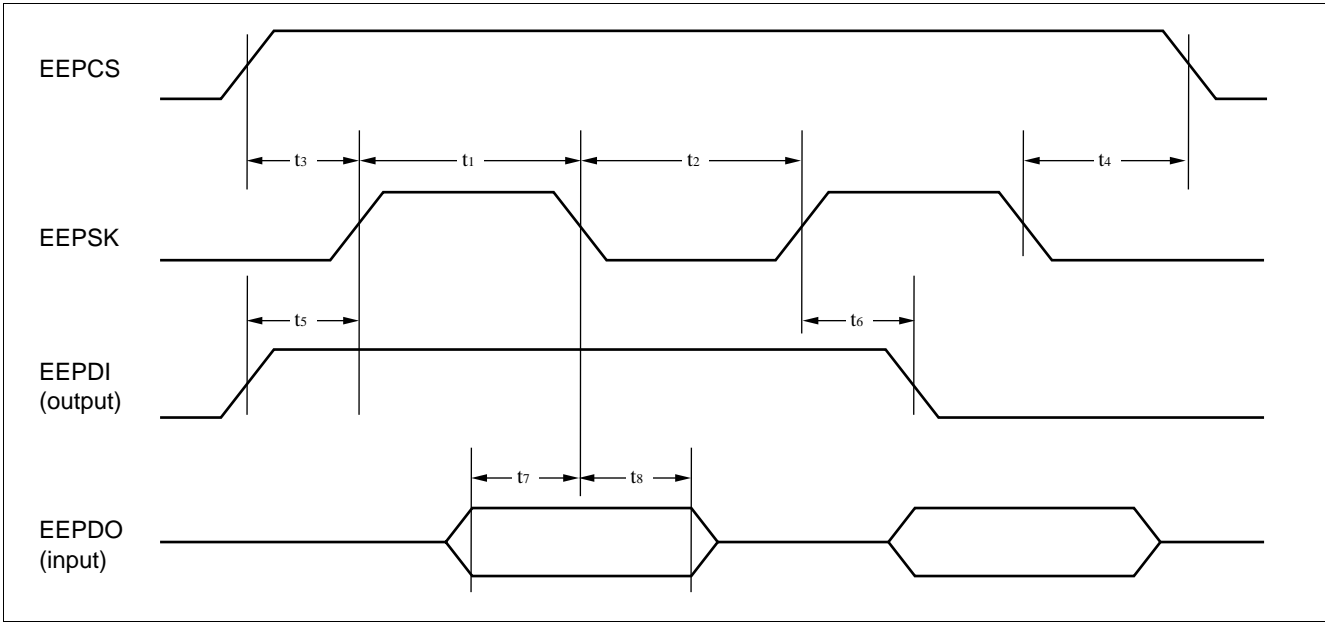 EEPCS
t3 t1 t2 t4
EEPSK
t5 t6
EEPDI
(output)
t7 t8
EEPDO
(input)